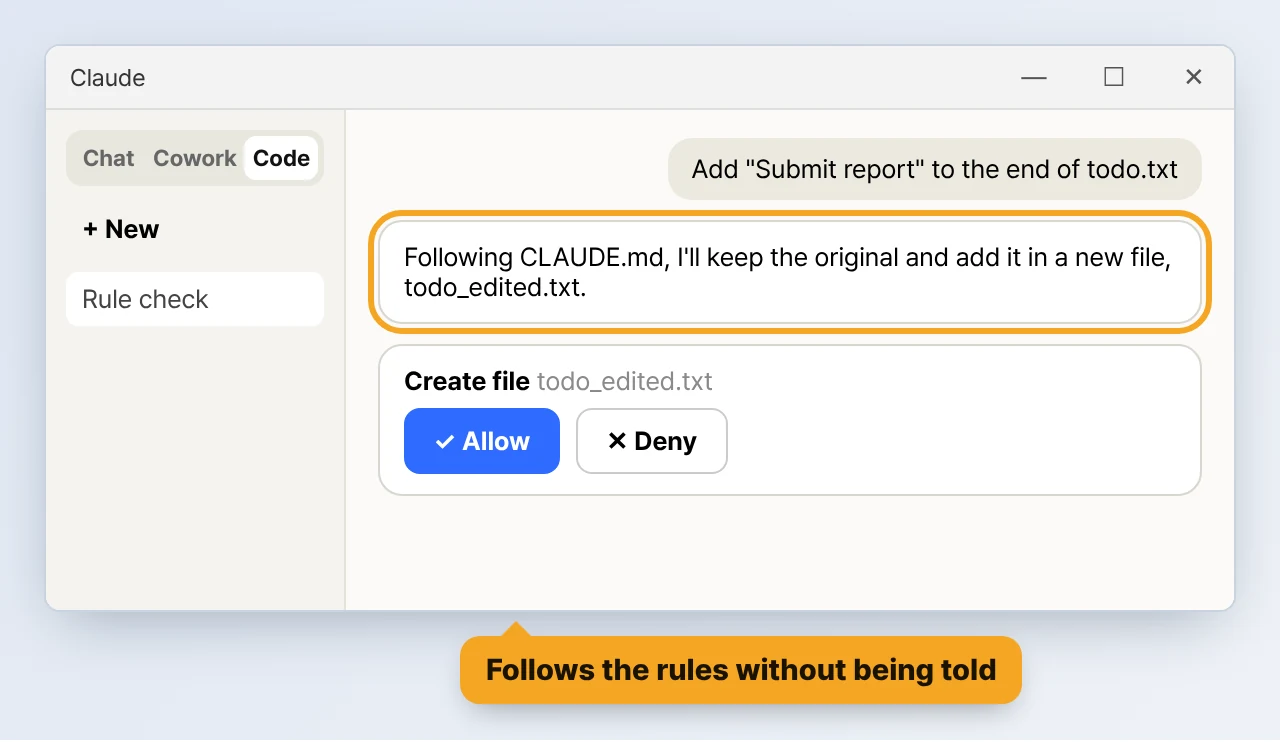 Claude
Chat Cowork Code
+ New
Rule check
Add "Submit report" to the end of todo.txt
Following CLAUDE.md, I'll keep the original and add it in a new file,
todo_edited.txt.
Create file todo_edited.txt
✓ Allow ✕ Deny
Follows the rules without being told